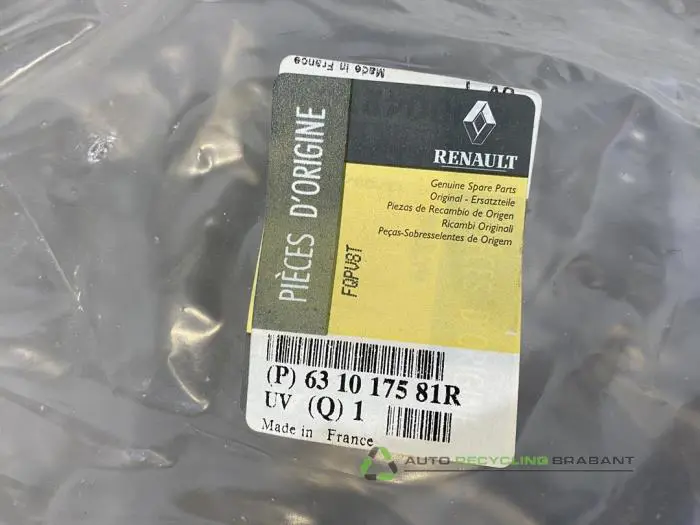 Made in France
RENAULT
PIÈCES D'ORIGINE
Genuine Spare Parts
Original - Ersatzteile
Piezas de Recambio de Origen
Ricambi Originali
Peças-Sobresselentes de Origem
FQPV8T
(P) 63 10 175 81R
UV (Q) 1
Made in France
AUTO RECYCLING BRABANT